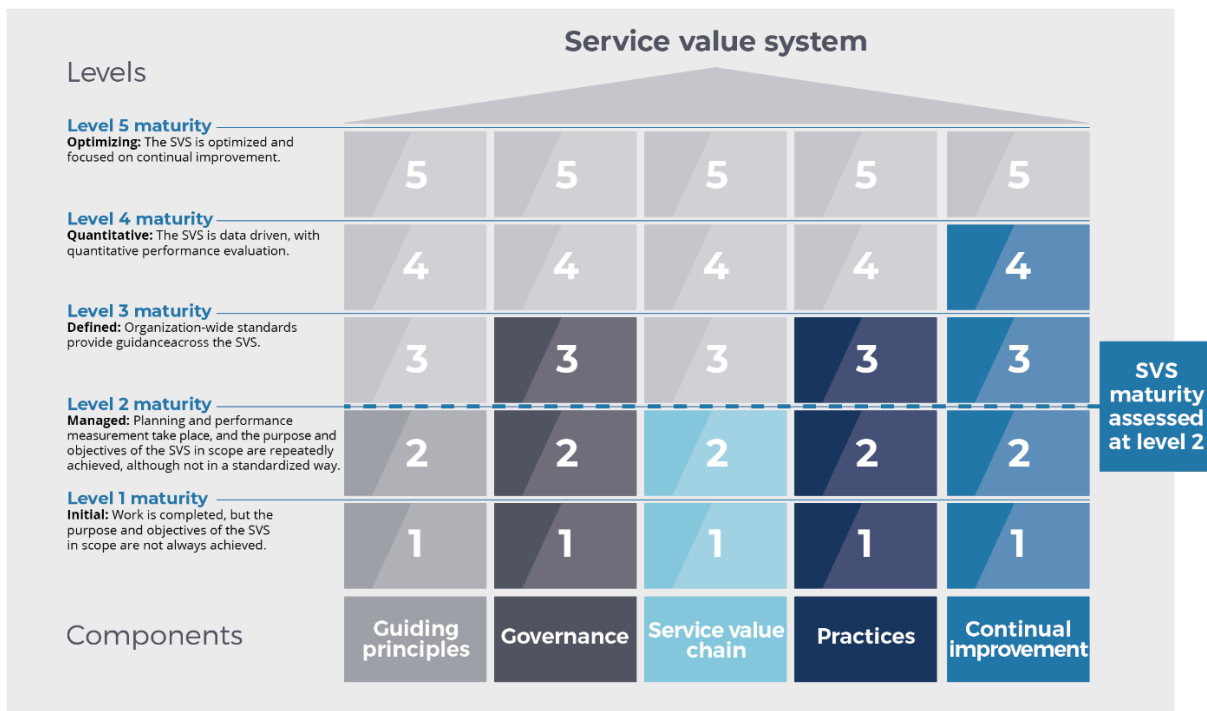 Service value system
Levels
Level 5 maturity
Optimizing: The SVS is optimized and
focused on continual improvement.
5 5 5 5 5
Level 4 maturity
Quantitative: The SVS is data driven, with
quantitative performance evaluation.
4 4 4 4 4
Level 3 maturity
Defined: Organization-wide standards
provide guidanceacross the SVS.
3 3 3 3 3
SVS
maturity
assessed
at level 2
Level 2 maturity
Managed: Planning and performance
measurement take place, and the purpose and
objectives of the SVS in scope are repeatedly
achieved, although not in a standardized way.
2 2 2 2 2
Level 1 maturity
Initial: Work is completed, but the
purpose and objectives of the SVS
in scope are not always achieved.
1 1 1 1 1
Components
Guiding
principles
Governance
Service value
chain
Practices
Continual
improvement